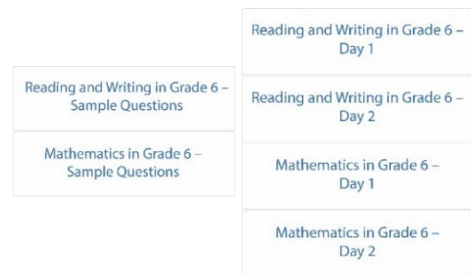 Reading and Writing in Grade 6 –
Sample Questions
Mathematics in Grade 6 –
Sample Questions
Reading and Writing in Grade 6 –
Day 1
Reading and Writing in Grade 6 –
Day 2
Mathematics in Grade 6 –
Day 1
Mathematics in Grade 6 –
Day 2